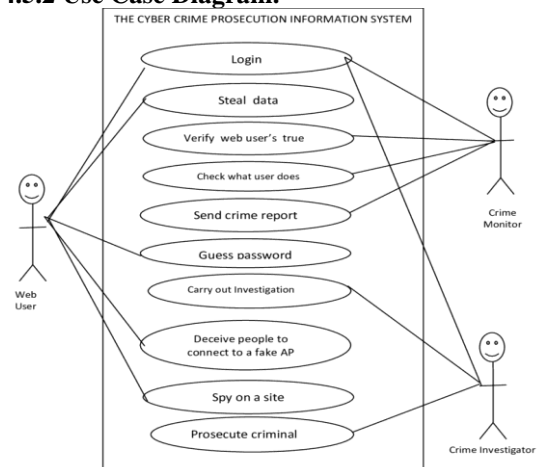 4.3.2 Use Case Diagram:
THE CYBER CRIME PROSECUTION INFORMATION SYSTEM
Login
Steal data
Verify web user's true
Check what user does
Send crime report
Guess password
Carry out Investigation
Deceive people to
connect to a fake AP
Spy on a site
Prosecute criminal
Web
User
Crime
Monitor
Crime Investigator